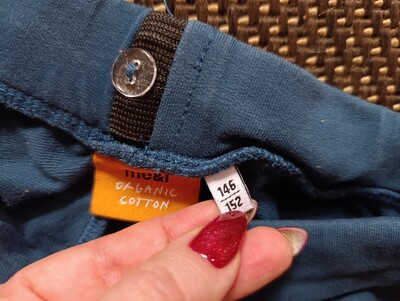 me&i
ORGANIC
COTTON
146
152